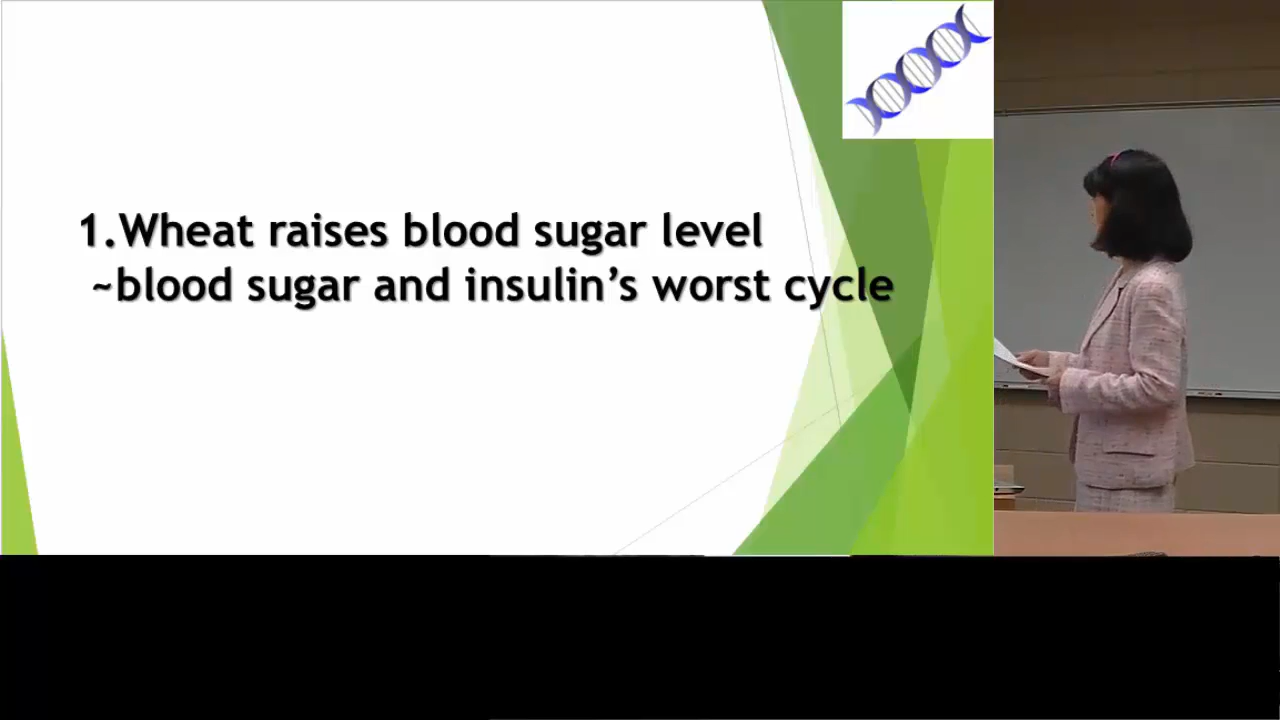 1.Wheat raises blood sugar level
~blood sugar and insulin’s worst cycle